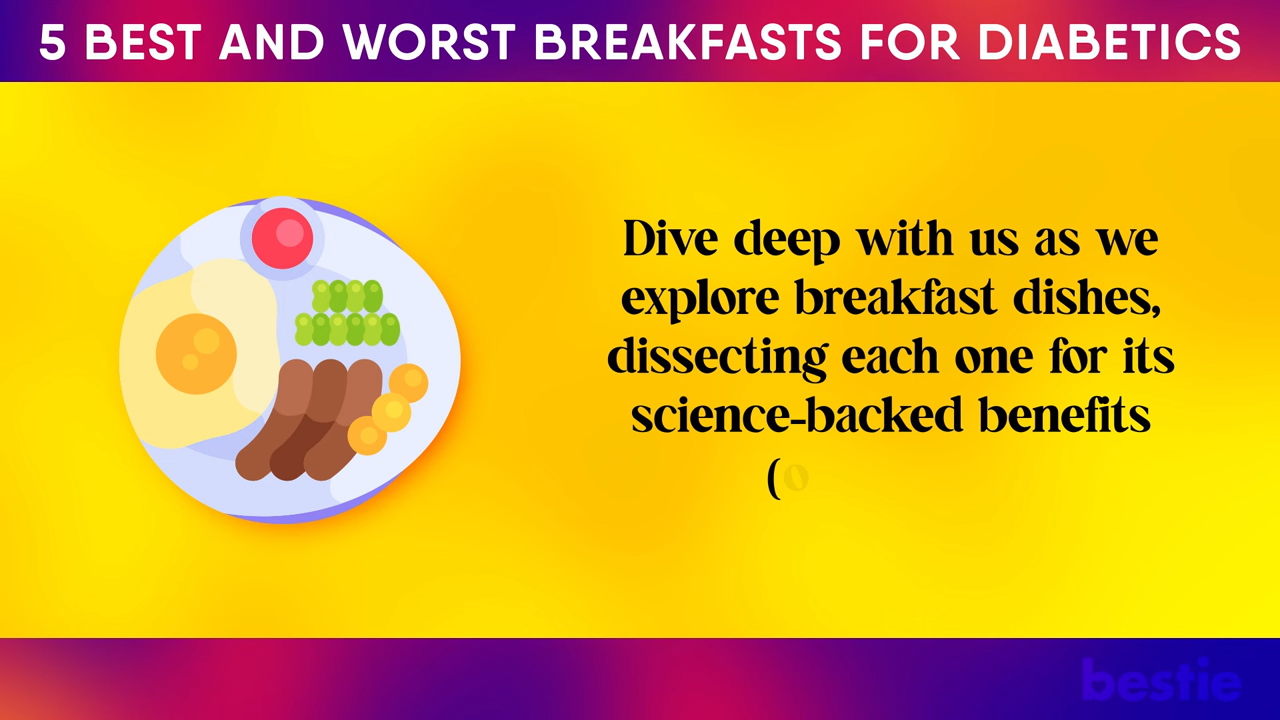 5 BEST AND WORST BREAKFASTS FOR DIABETICS
Dive deep with us as we
explore breakfast dishes,
dissecting each one for its
science-backed benefits
(o
bestie